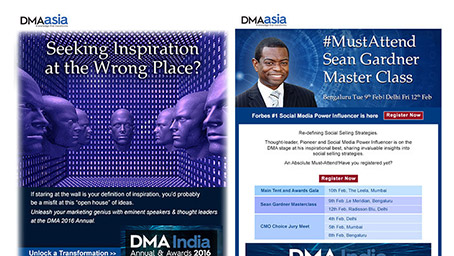 DMAasia
Seeking Inspiration
at the Wrong Place?
If staring at the wall is your definition of inspiration, you'd probably
be a misfit at this "open house" of ideas.
Unleash your marketing genius with eminent speakers & thought leaders
at the DMA 2016 Annual.
Unlock a Transformation >>
DMA India
Annual & Awards 2016
DMAasia
#MustAttend
Sean Gardner
Master Class
Bengaluru Tue 9th Feb | Delhi Fri 12th Feb
Forbes #1 Social Media Power Influencer is here
Register Now
Re-defining Social Selling Strategies.
Thought-leader, Pioneer and Social Media Power Influencer is on the
DMA stage at his inspirational best, sharing invaluable insights into
social selling strategies.
An Absolute Must-Attend/Have you registered yet?
Register Now
Main Tent and Awards Gala 10th Feb, The Leela, Mumbai
Sean Gardner Masterclass 9th Feb, Le Meridien, Bengaluru
12th Feb, Radisson Blu, Delhi
CMO Choice Jury Meet 4th Feb, Delhi
5th Feb, Mumbai
8th Feb, Bengaluru
DMA India